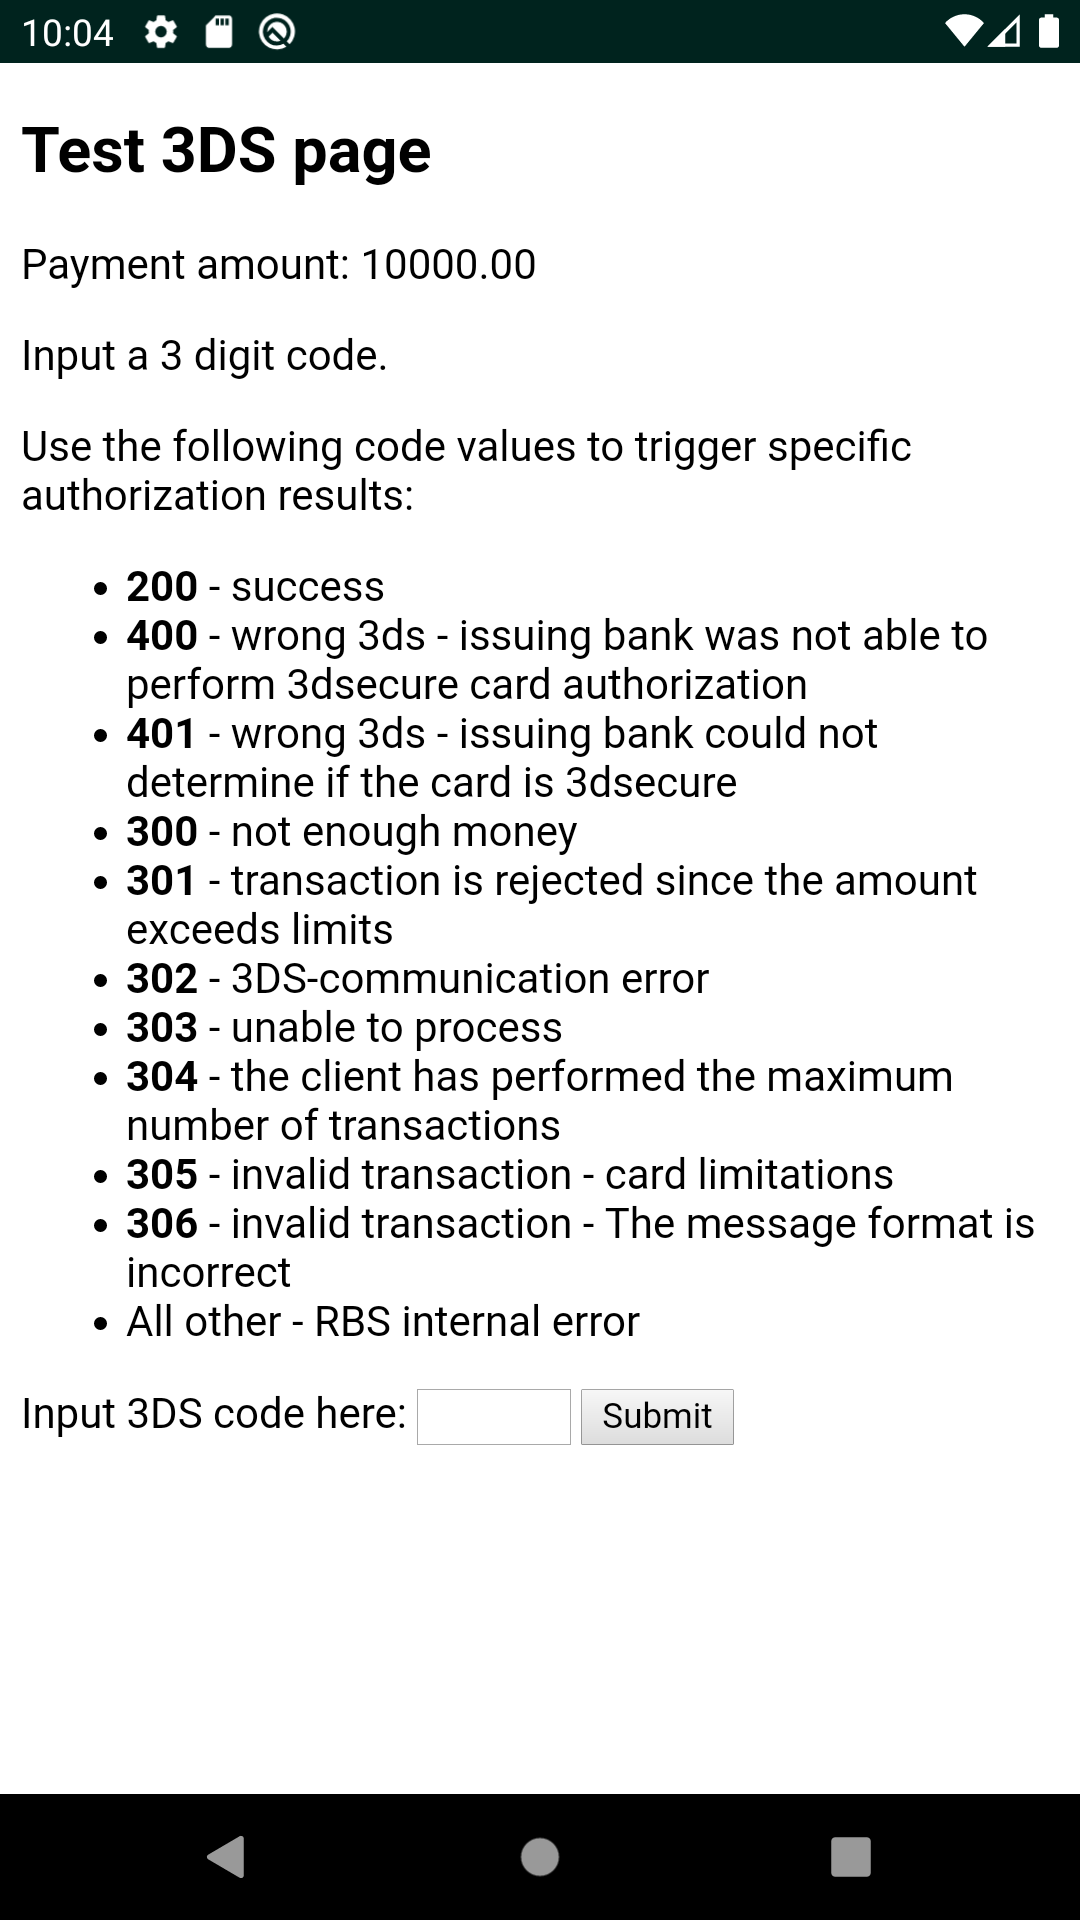 10:04
Test 3DS page
Payment amount: 10000.00
Input a 3 digit code.
Use the following code values to trigger specific
authorization results:
• 200 - success
• 400 - wrong 3ds - issuing bank was not able to
perform 3dsecure card authorization
• 401 - wrong 3ds - issuing bank could not
determine if the card is 3dsecure
• 300 - not enough money
• 301 - transaction is rejected since the amount
exceeds limits
• 302 - 3DS-communication error
• 303 - unable to process
• 304 - the client has performed the maximum
number of transactions
• 305 - invalid transaction - card limitations
• 306 - invalid transaction - The message format is
incorrect
• All other - RBS internal error
Input 3DS code here: Submit